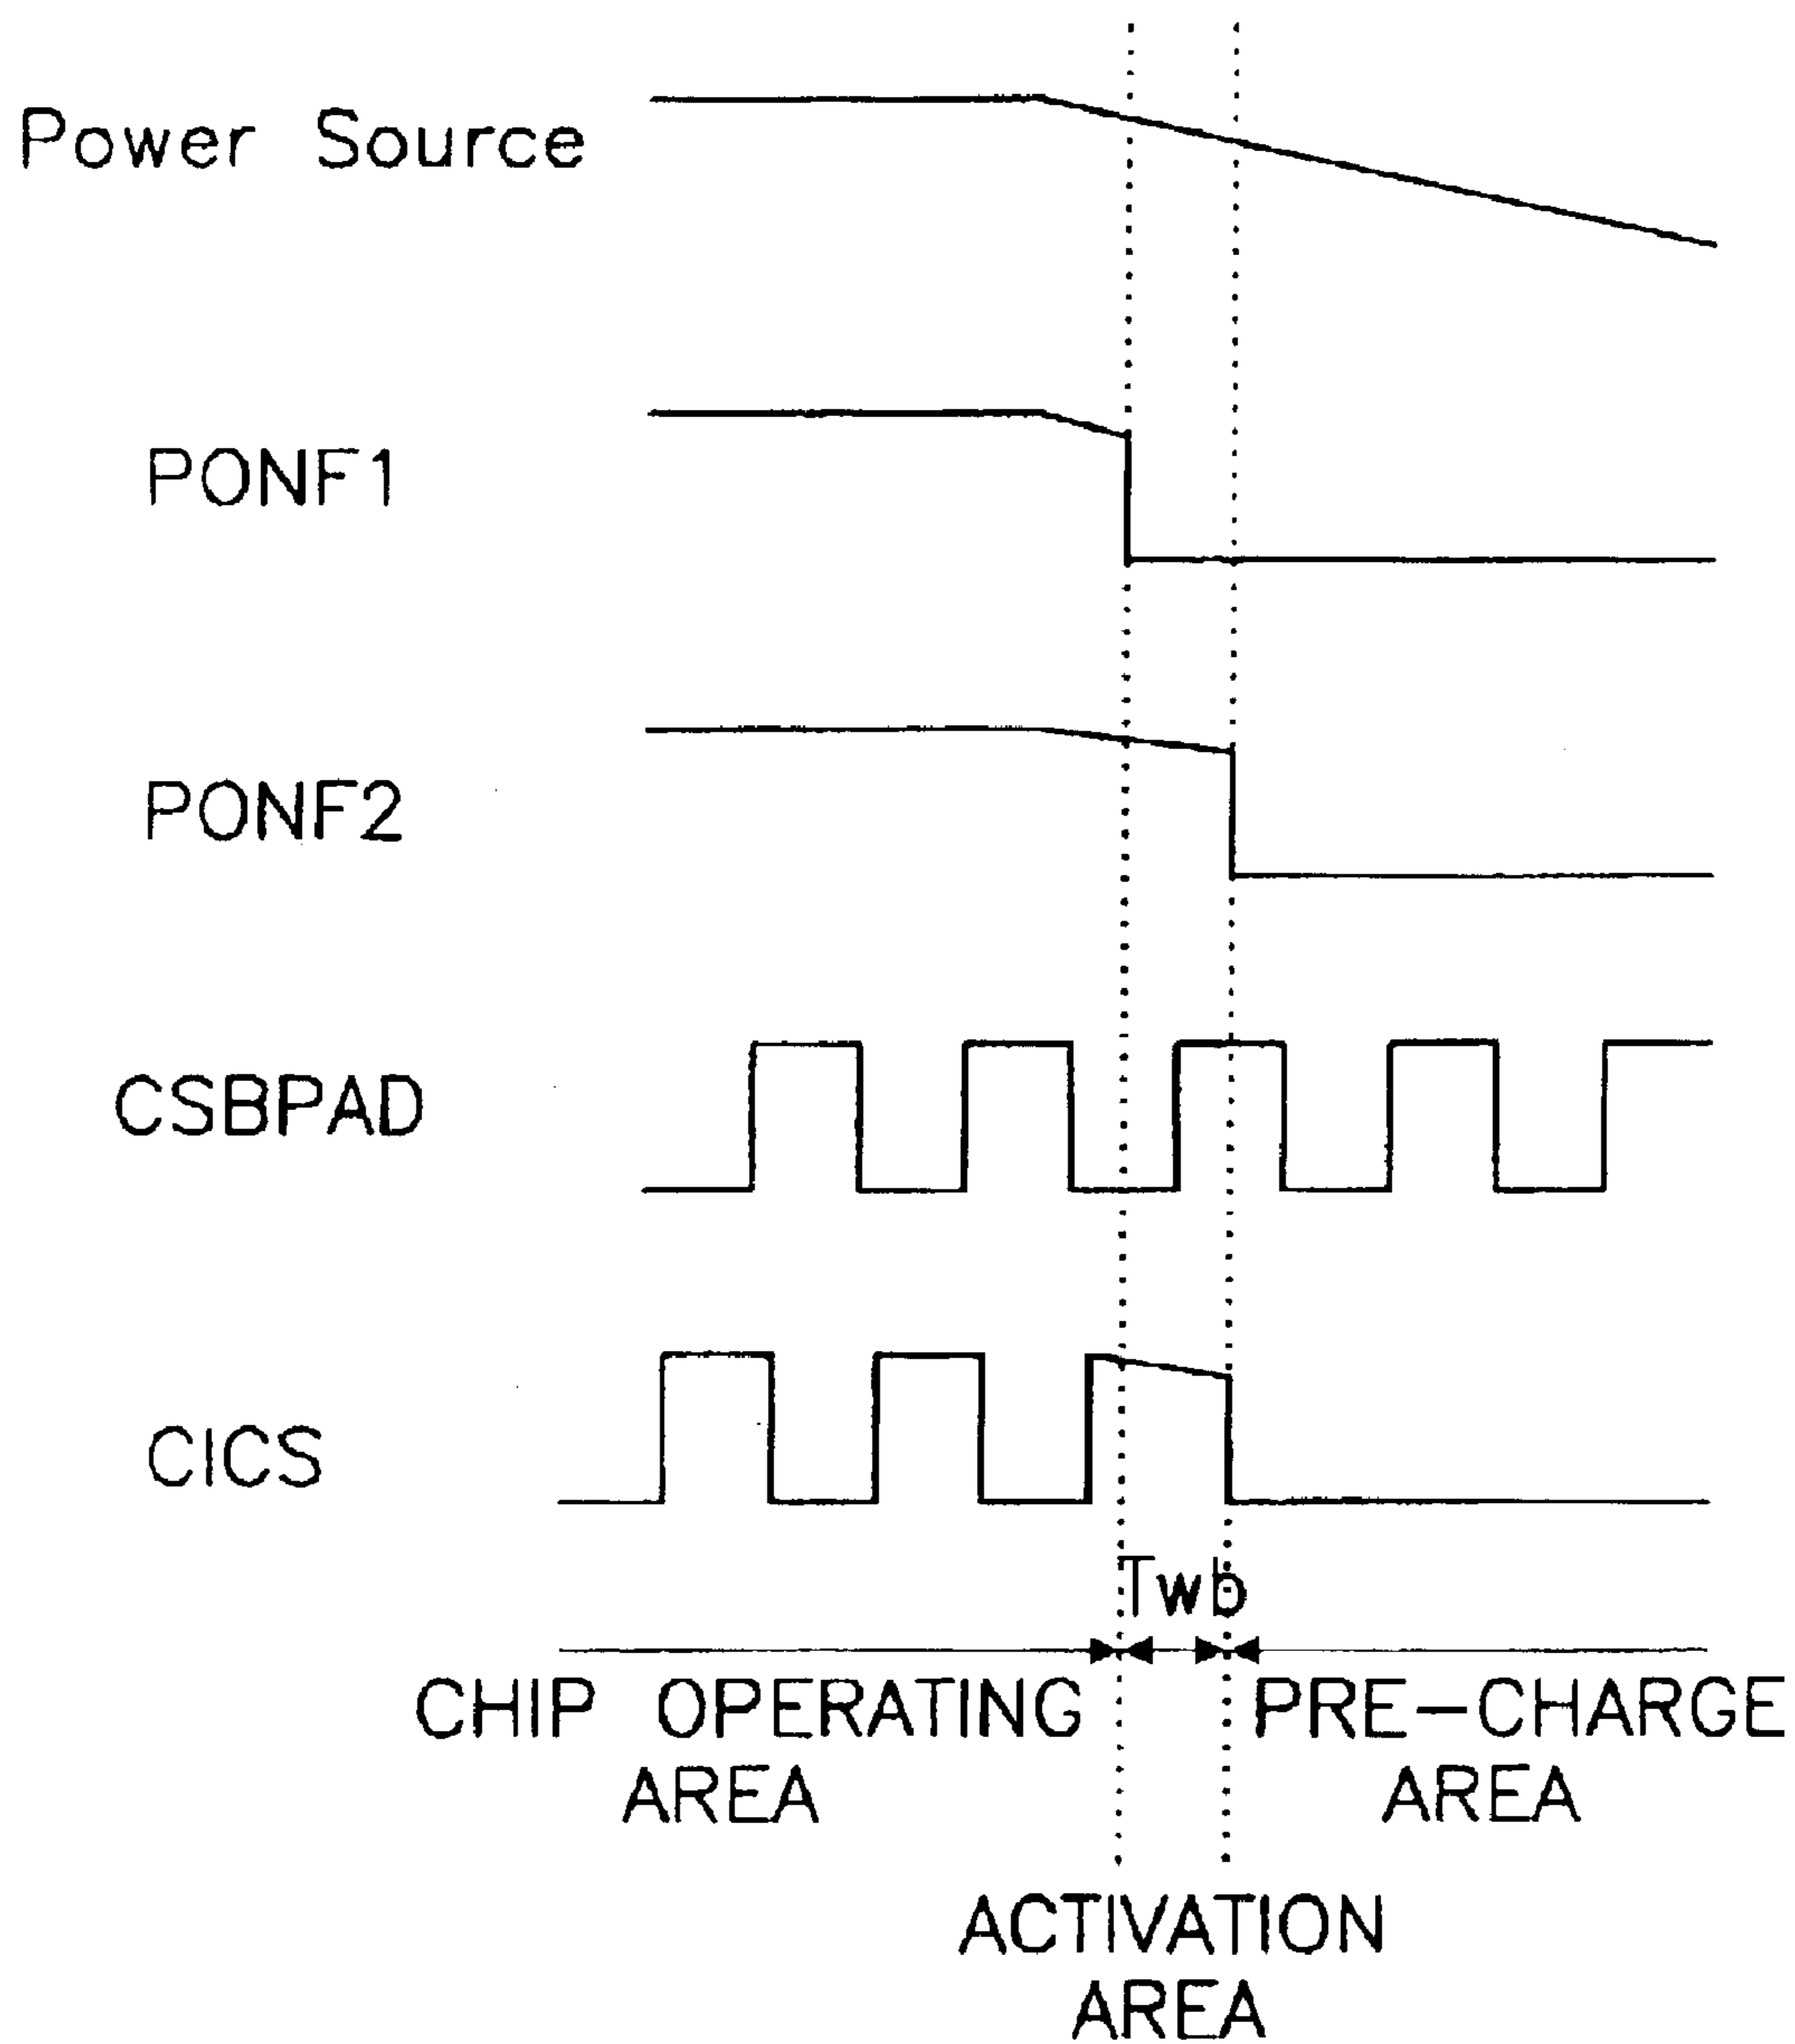 Power Source
PONF1
PONF2
CSBPAD
CICS
Twb
CHIP OPERATING
AREA
PRE-CHARGE
AREA
ACTIVATION
AREA